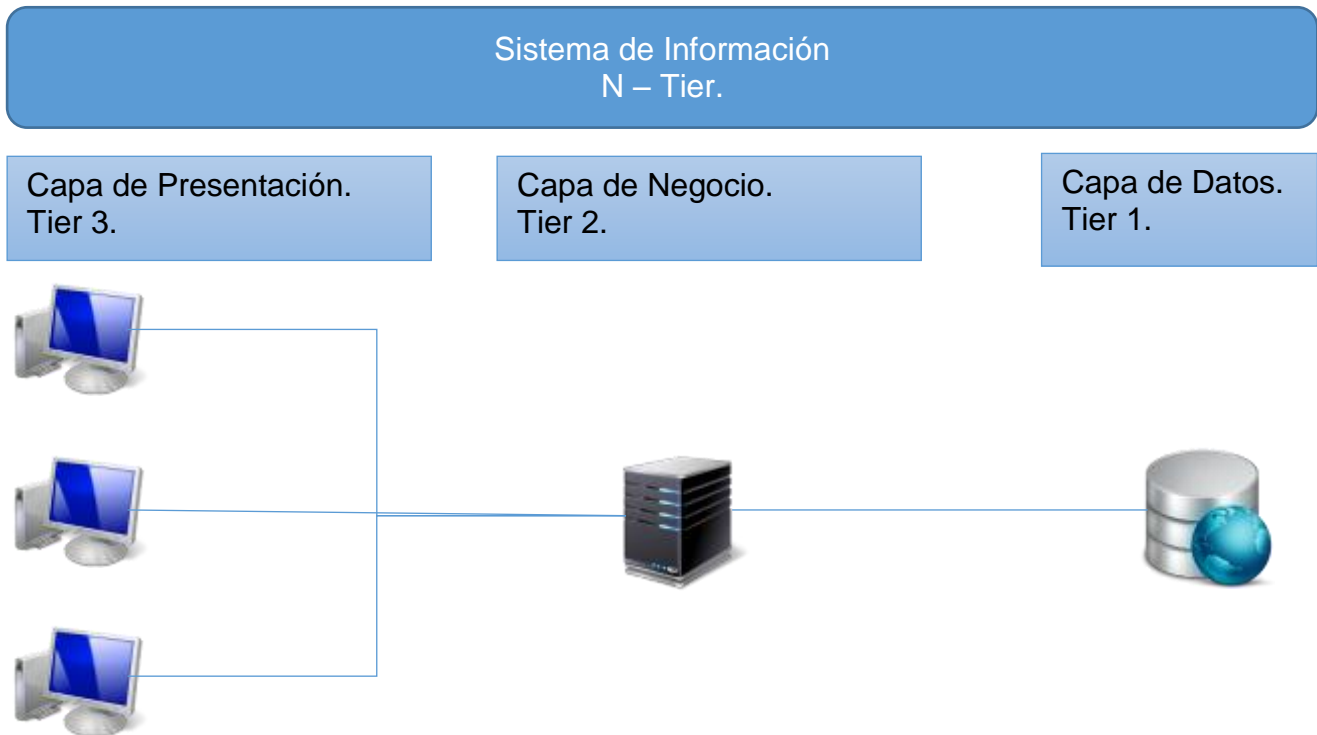 Sistema de Información
N – Tier.
Capa de Presentación.
Tier 3.
Capa de Negocio.
Tier 2.
Capa de Datos.
Tier 1.